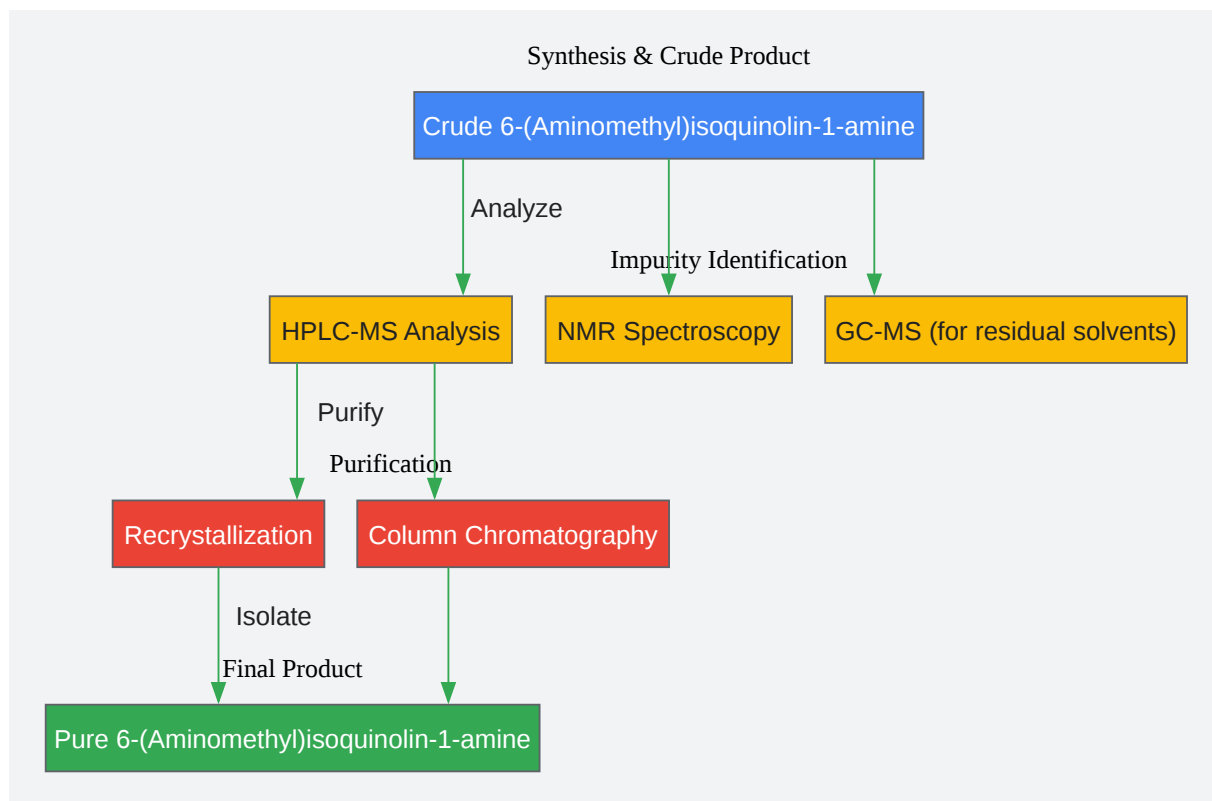 Synthesis & Crude Product
Crude 6-(Aminomethyl)isoquinolin-1-amine
Analyze
Impurity Identification
HPLC-MS Analysis
NMR Spectroscopy
GC-MS (for residual solvents)
Purify
Purification
Recrystallization
Column Chromatography
Isolate
Final Product
Pure 6-(Aminomethyl)isoquinolin-1-amine